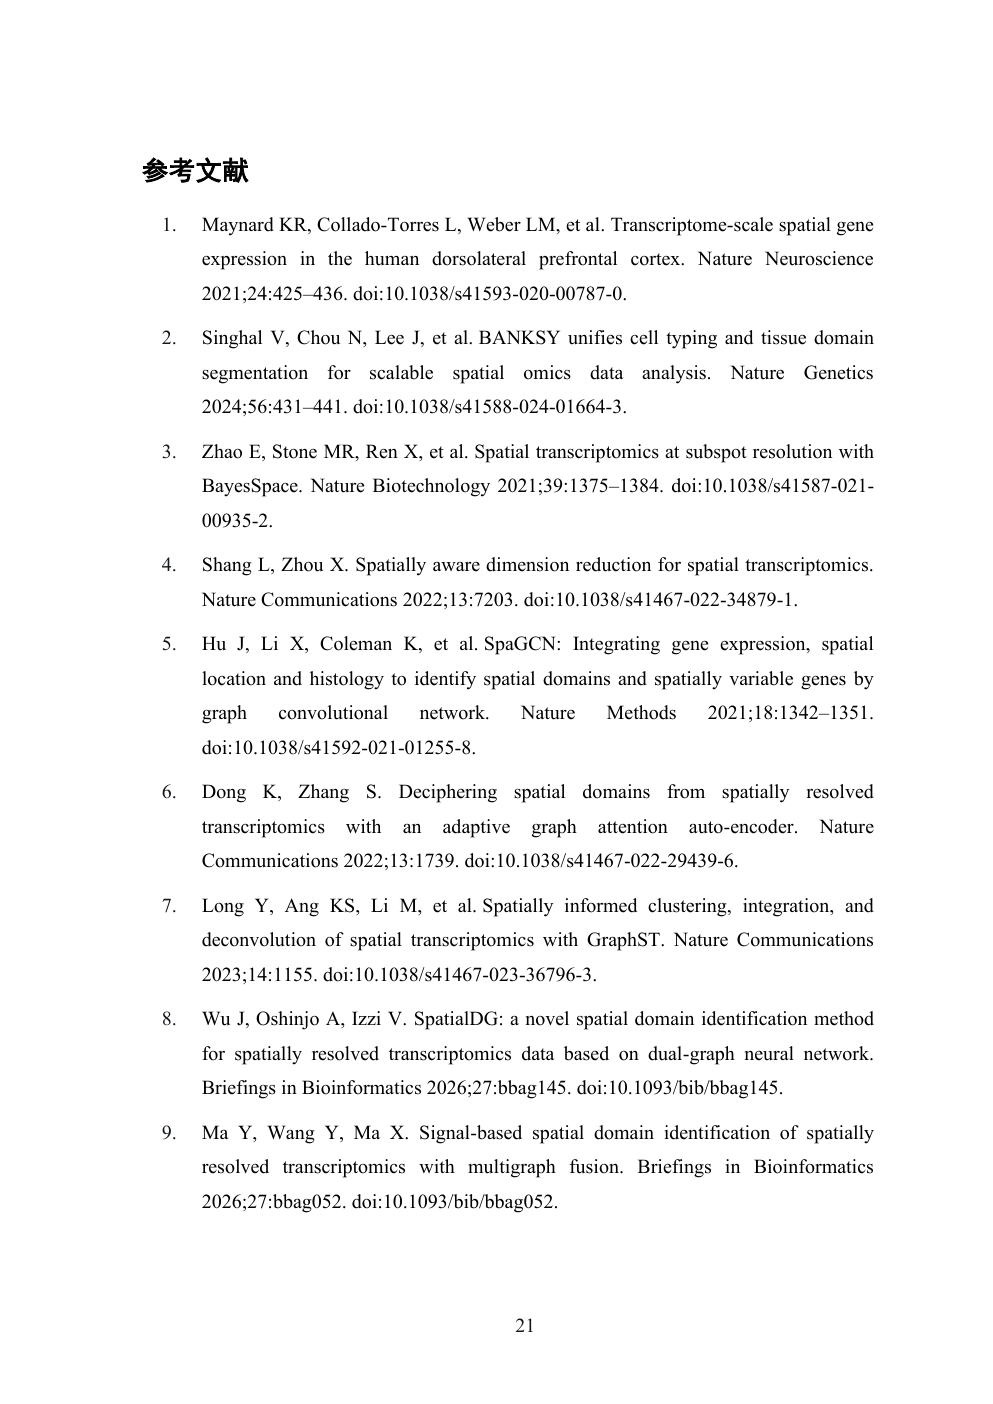 参考文献
1. Maynard KR, Collado-Torres L, Weber LM, et al. Transcriptome-scale spatial gene
expression in the human dorsolateral prefrontal cortex. Nature Neuroscience
2021;24:425–436. doi:10.1038/s41593-020-00787-0.
2. Singhal V, Chou N, Lee J, et al. BANKSY unifies cell typing and tissue domain
segmentation for scalable spatial omics data analysis. Nature Genetics
2024;56:431–441. doi:10.1038/s41588-024-01664-3.
3. Zhao E, Stone MR, Ren X, et al. Spatial transcriptomics at subspot resolution with
BayesSpace. Nature Biotechnology 2021;39:1375–1384. doi:10.1038/s41587-021-
00935-2.
4. Shang L, Zhou X. Spatially aware dimension reduction for spatial transcriptomics.
Nature Communications 2022;13:7203. doi:10.1038/s41467-022-34879-1.
5. Hu J, Li X, Coleman K, et al. SpaGCN: Integrating gene expression, spatial
location and histology to identify spatial domains and spatially variable genes by
graph convolutional network. Nature Methods 2021;18:1342–1351.
doi:10.1038/s41592-021-01255-8.
6. Dong K, Zhang S. Deciphering spatial domains from spatially resolved
transcriptomics with an adaptive graph attention auto-encoder. Nature
Communications 2022;13:1739. doi:10.1038/s41467-022-29439-6.
7. Long Y, Ang KS, Li M, et al. Spatially informed clustering, integration, and
deconvolution of spatial transcriptomics with GraphST. Nature Communications
2023;14:1155. doi:10.1038/s41467-023-36796-3.
8. Wu J, Oshinjo A, Izzi V. SpatialDG: a novel spatial domain identification method
for spatially resolved transcriptomics data based on dual-graph neural network.
Briefings in Bioinformatics 2026;27:bbag145. doi:10.1093/bib/bbag145.
9. Ma Y, Wang Y, Ma X. Signal-based spatial domain identification of spatially
resolved transcriptomics with multigraph fusion. Briefings in Bioinformatics
2026;27:bbag052. doi:10.1093/bib/bbag052.
21